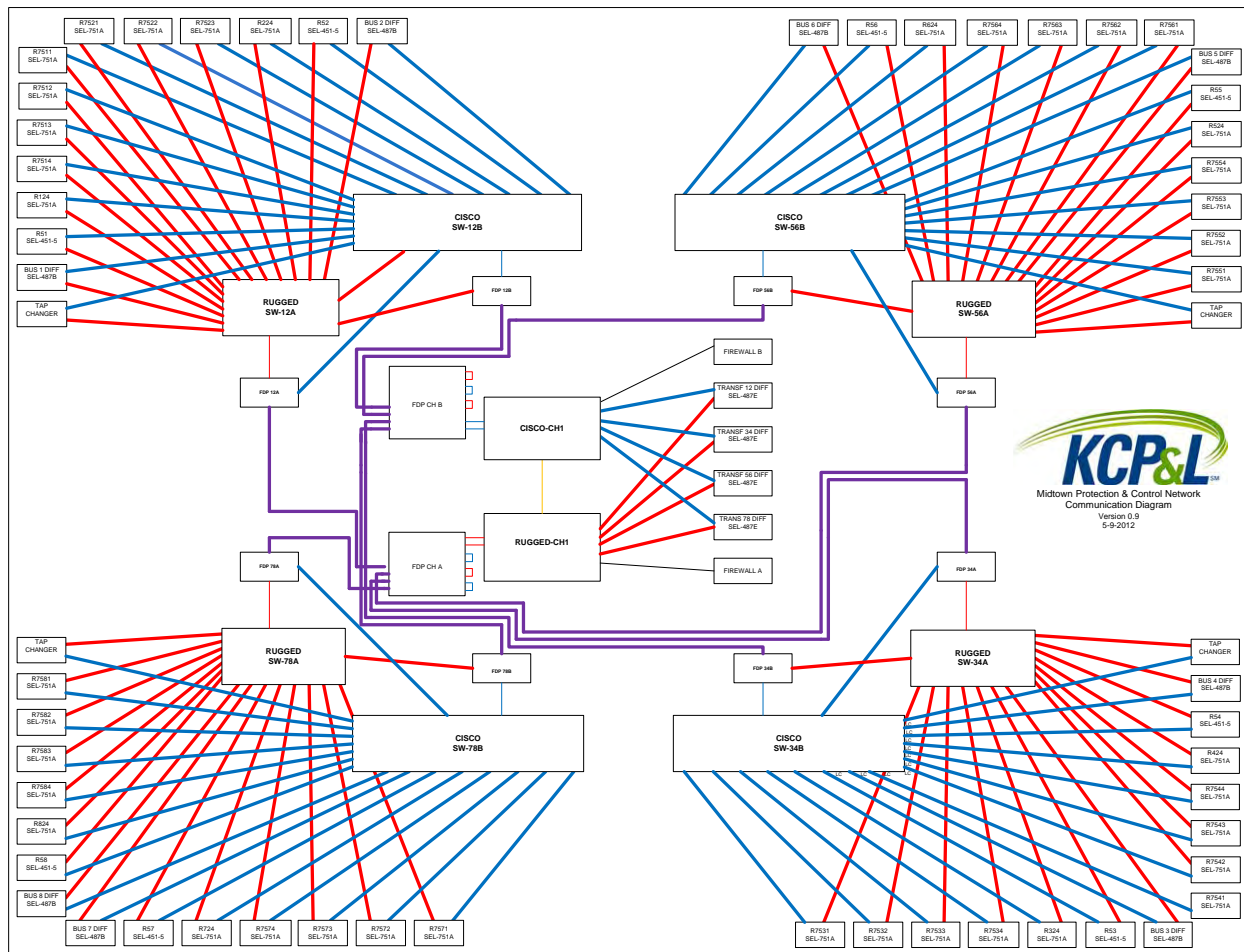 R7521
SEL-751A
R7522
SEL-751A
R7523
SEL-751A
R224
SEL-751A
R52
SEL-451-5
BUS 2 DIFF
SEL-487B
R7511
SEL-751A
R7512
SEL-751A
R7513
SEL-751A
R7514
SEL-751A
R124
SEL-751A
R51
SEL-451-5
BUS 1 DIFF
SEL-487B
TAP
CHANGER
CISCO
SW-12B
RUGGED
SW-12A
FDP 12B
FDP 12A
BUS 6 DIFF
SEL-487B
R56
SEL-451-5
R624
SEL-751A
R7564
SEL-751A
R7563
SEL-751A
R7562
SEL-751A
R7561
SEL-751A
BUS 5 DIFF
SEL-487B
R55
SEL-451-5
R524
SEL-751A
R7554
SEL-751A
R7553
SEL-751A
R7552
SEL-751A
R7551
SEL-751A
TAP
CHANGER
CISCO
SW-56B
RUGGED
SW-56A
FDP 56B
FDP 56A
FDP CH B
CISCO-CH1
FIREWALL B
TRANSF 12 DIFF
SEL-487E
TRANSF 34 DIFF
SEL-487E
TRANSF 56 DIFF
SEL-487E
TRANS 78 DIFF
SEL-487E
FIREWALL A
RUGGED-CH1
FDP CH A
KCP&L
SM
Midtown Protection & Control Network
Communication Diagram
Version 0.9
5-9-2012
FDP 78A
RUGGED
SW-78A
FDP 78B
CISCO
SW-78B
TAP
CHANGER
R7581
SEL-751A
R7582
SEL-751A
R7583
SEL-751A
R7584
SEL-751A
R824
SEL-751A
R58
SEL-451-5
BUS 8 DIFF
SEL-487B
BUS 7 DIFF
SEL-487B
R57
SEL-451-5
R724
SEL-751A
R7574
SEL-751A
R7573
SEL-751A
R7572
SEL-751A
R7571
SEL-751A
FDP 34A
RUGGED
SW-34A
FDP 34B
CISCO
SW-34B
LC
LC
LC
TAP
CHANGER
BUS 4 DIFF
SEL-487B
R54
SEL-451-5
R424
SEL-751A
R7544
SEL-751A
R7543
SEL-751A
R7542
SEL-751A
R7541
SEL-751A
R7531
SEL-751A
R7532
SEL-751A
R7533
SEL-751A
R7534
SEL-751A
R324
SEL-751A
R53
SEL-451-5
BUS 3 DIFF
SEL-487B